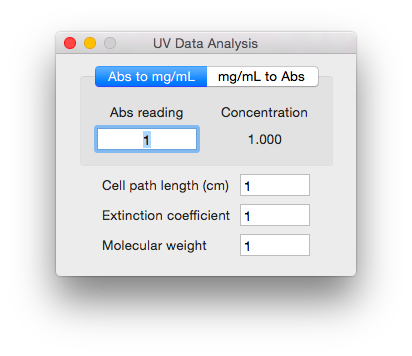 UV Data Analysis
Abs to mg/mL mg/mL to Abs
Abs reading Concentration
1 1.000
Cell path length (cm) 1
Extinction coefficient 1
Molecular weight 1